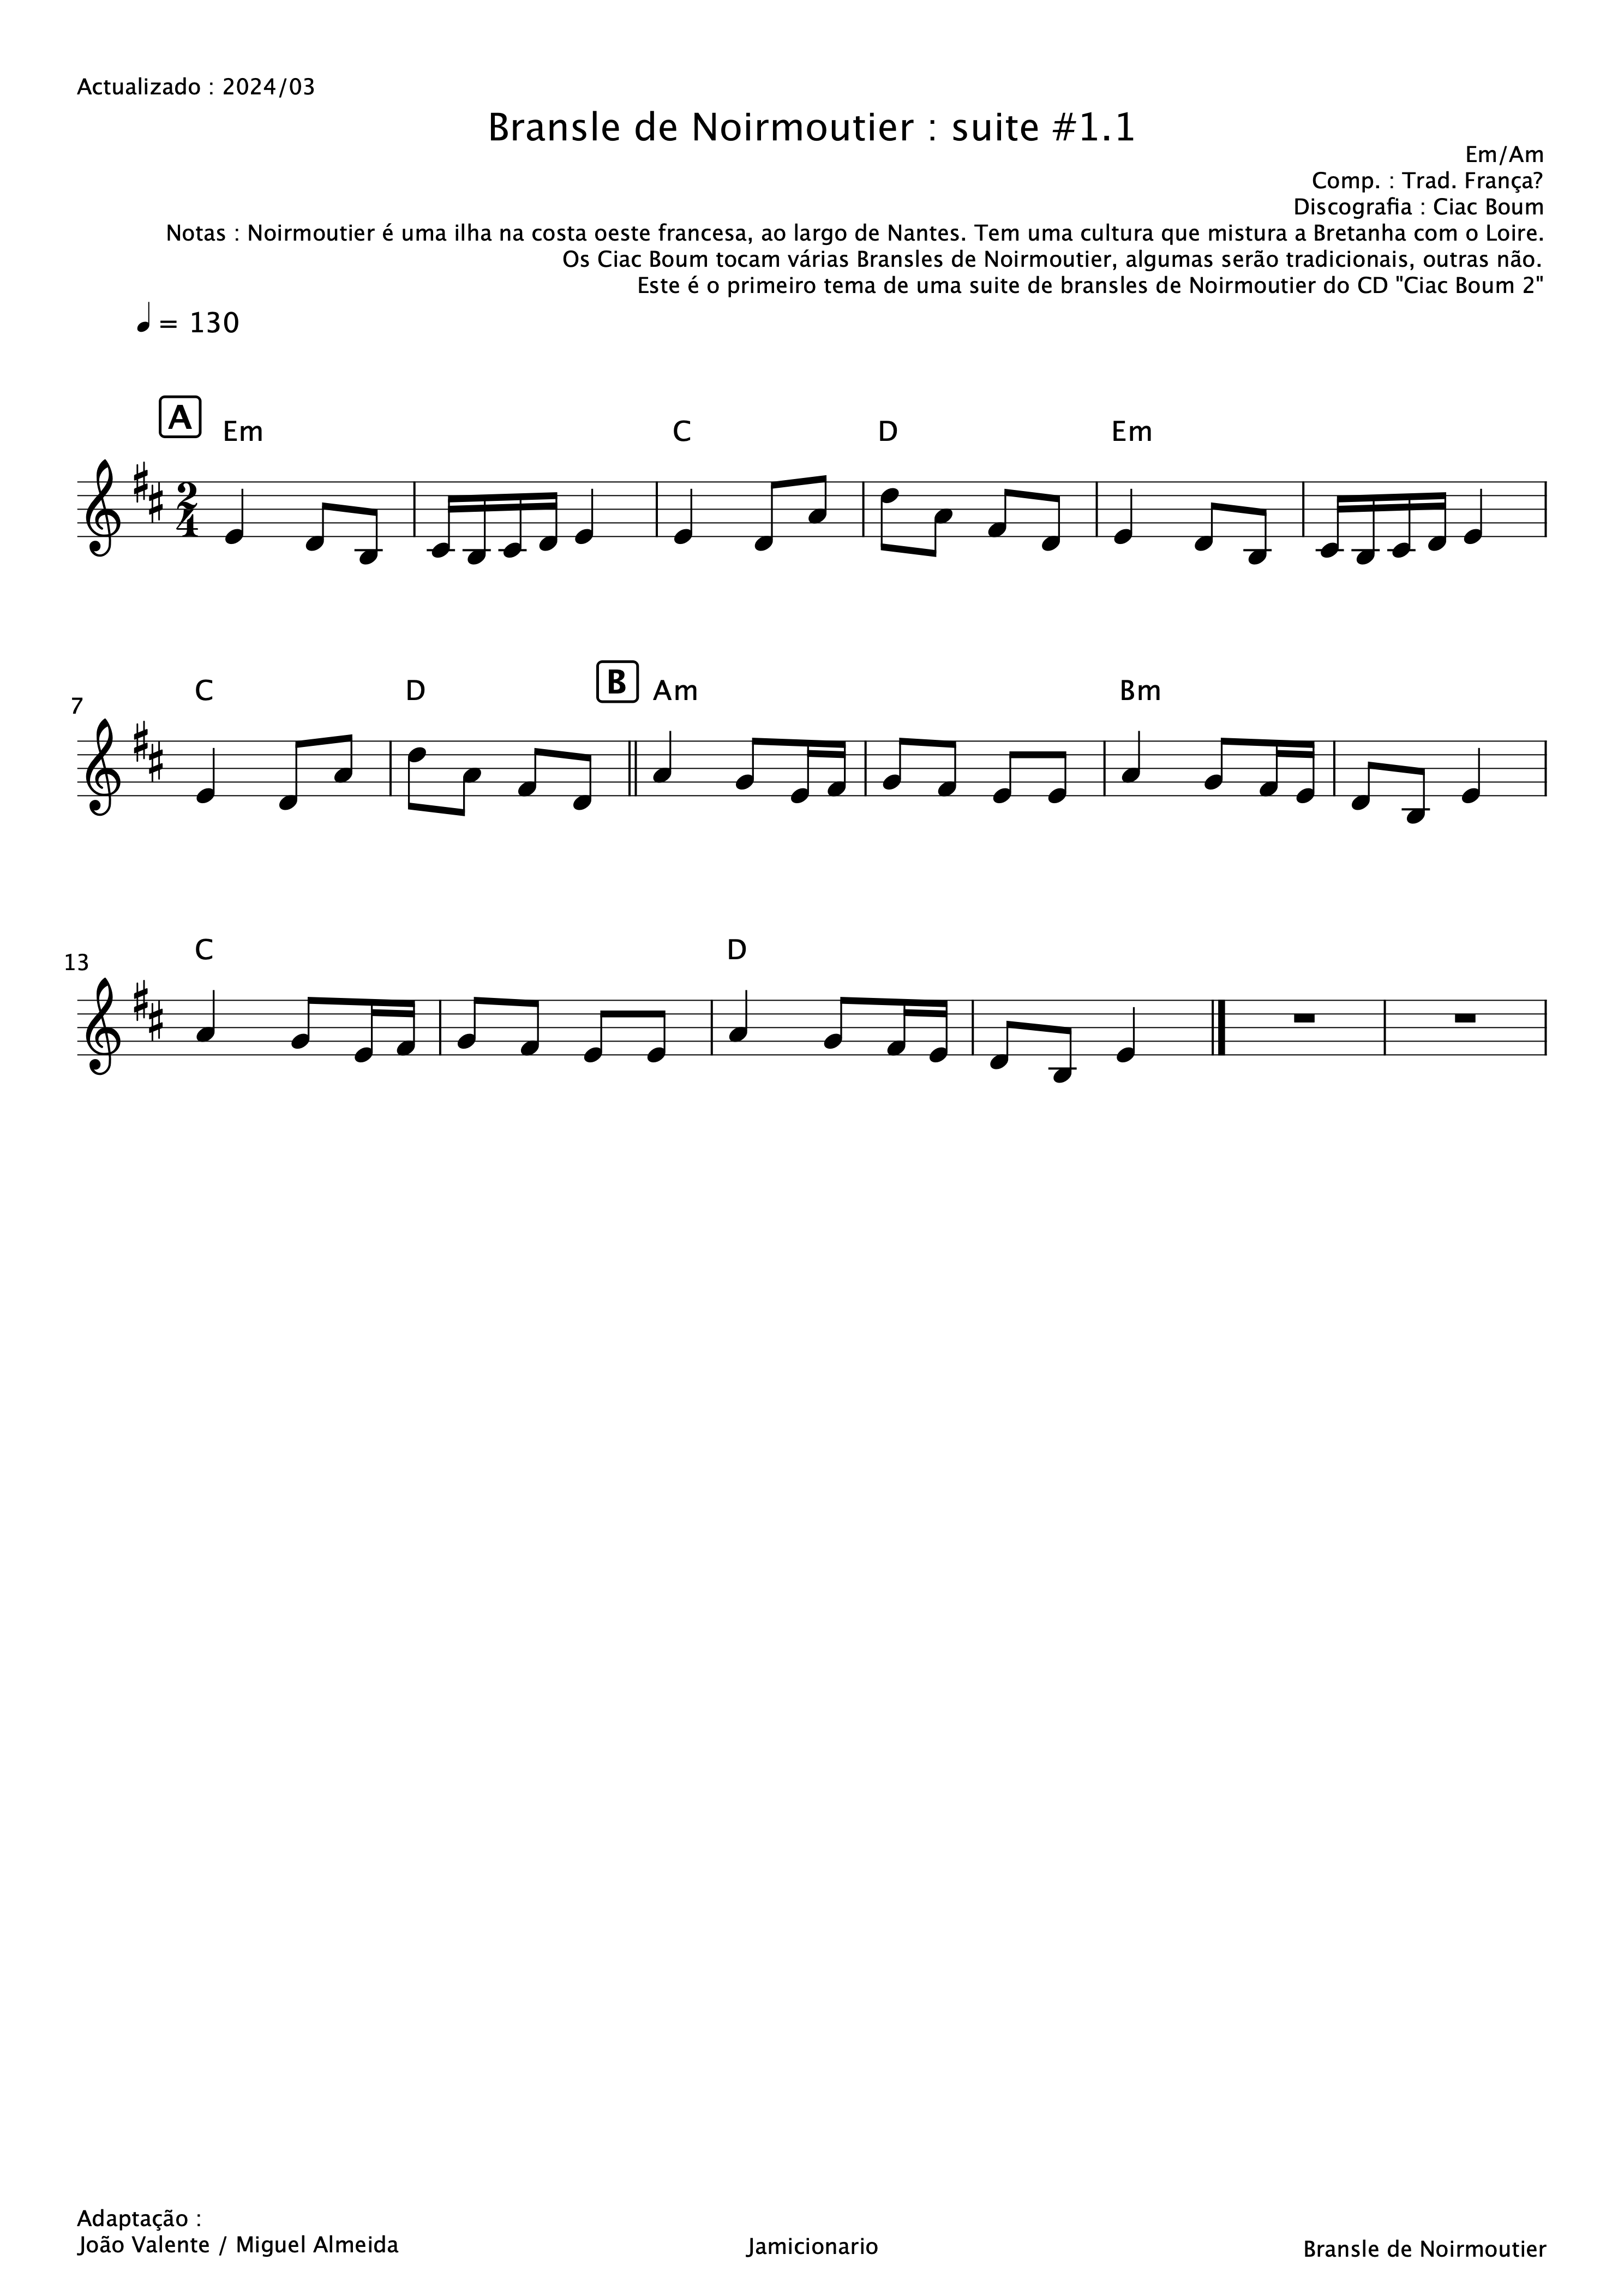 Actualizado : 2024/03
Bransle de Noirmoutier : suite #1.1
Em/Am
Comp. : Trad. França?
Discografia : Ciac Boum
Notas : Noirmoutier é uma ilha na costa oeste francesa, ao largo de Nantes. Tem uma cultura que mistura a Bretanha com o Loire.
Os Ciac Boum tocam várias Bransles de Noirmoutier, algumas serão tradicionais, outras não.
Este é o primeiro tema de uma suite de bransles de Noirmoutier do CD "Ciac Boum 2"
= 130
A Em C D Em
2
4
C D B Am Bm
7
C D
13
Adaptação :
João Valente / Miguel Almeida
Jamicionario
Bransle de Noirmoutier